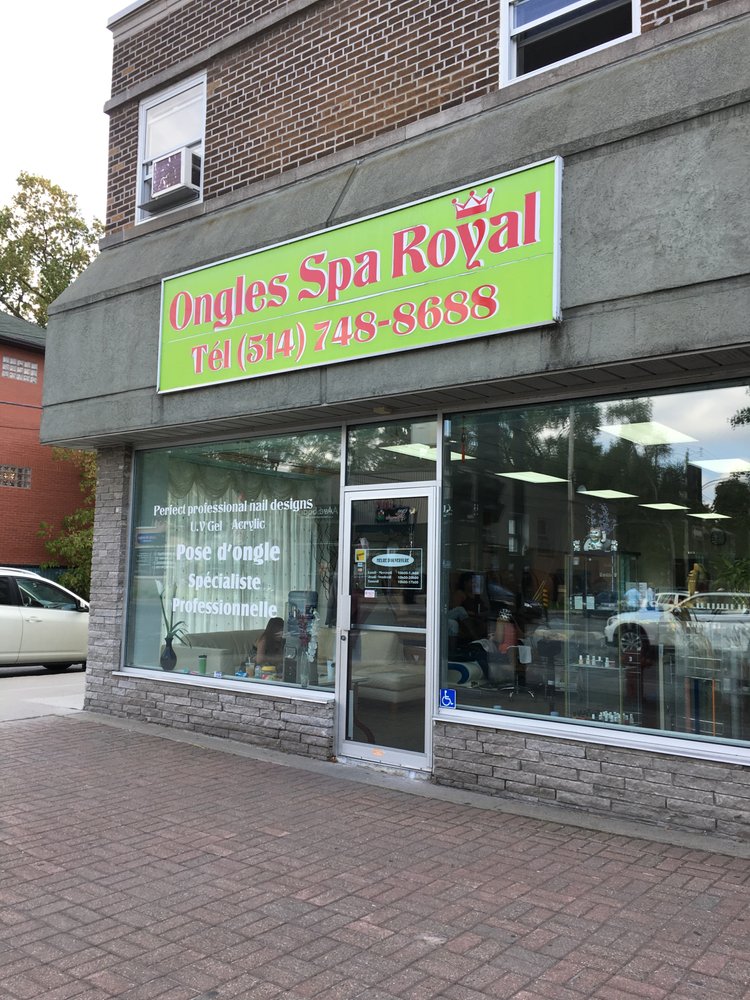 Ongles Spa Royal
Tél (514) 748-8688
Perfect professional nail designs
U.V Gel Acrylic
Pose d'ongle
Spécialiste
Professionnelle